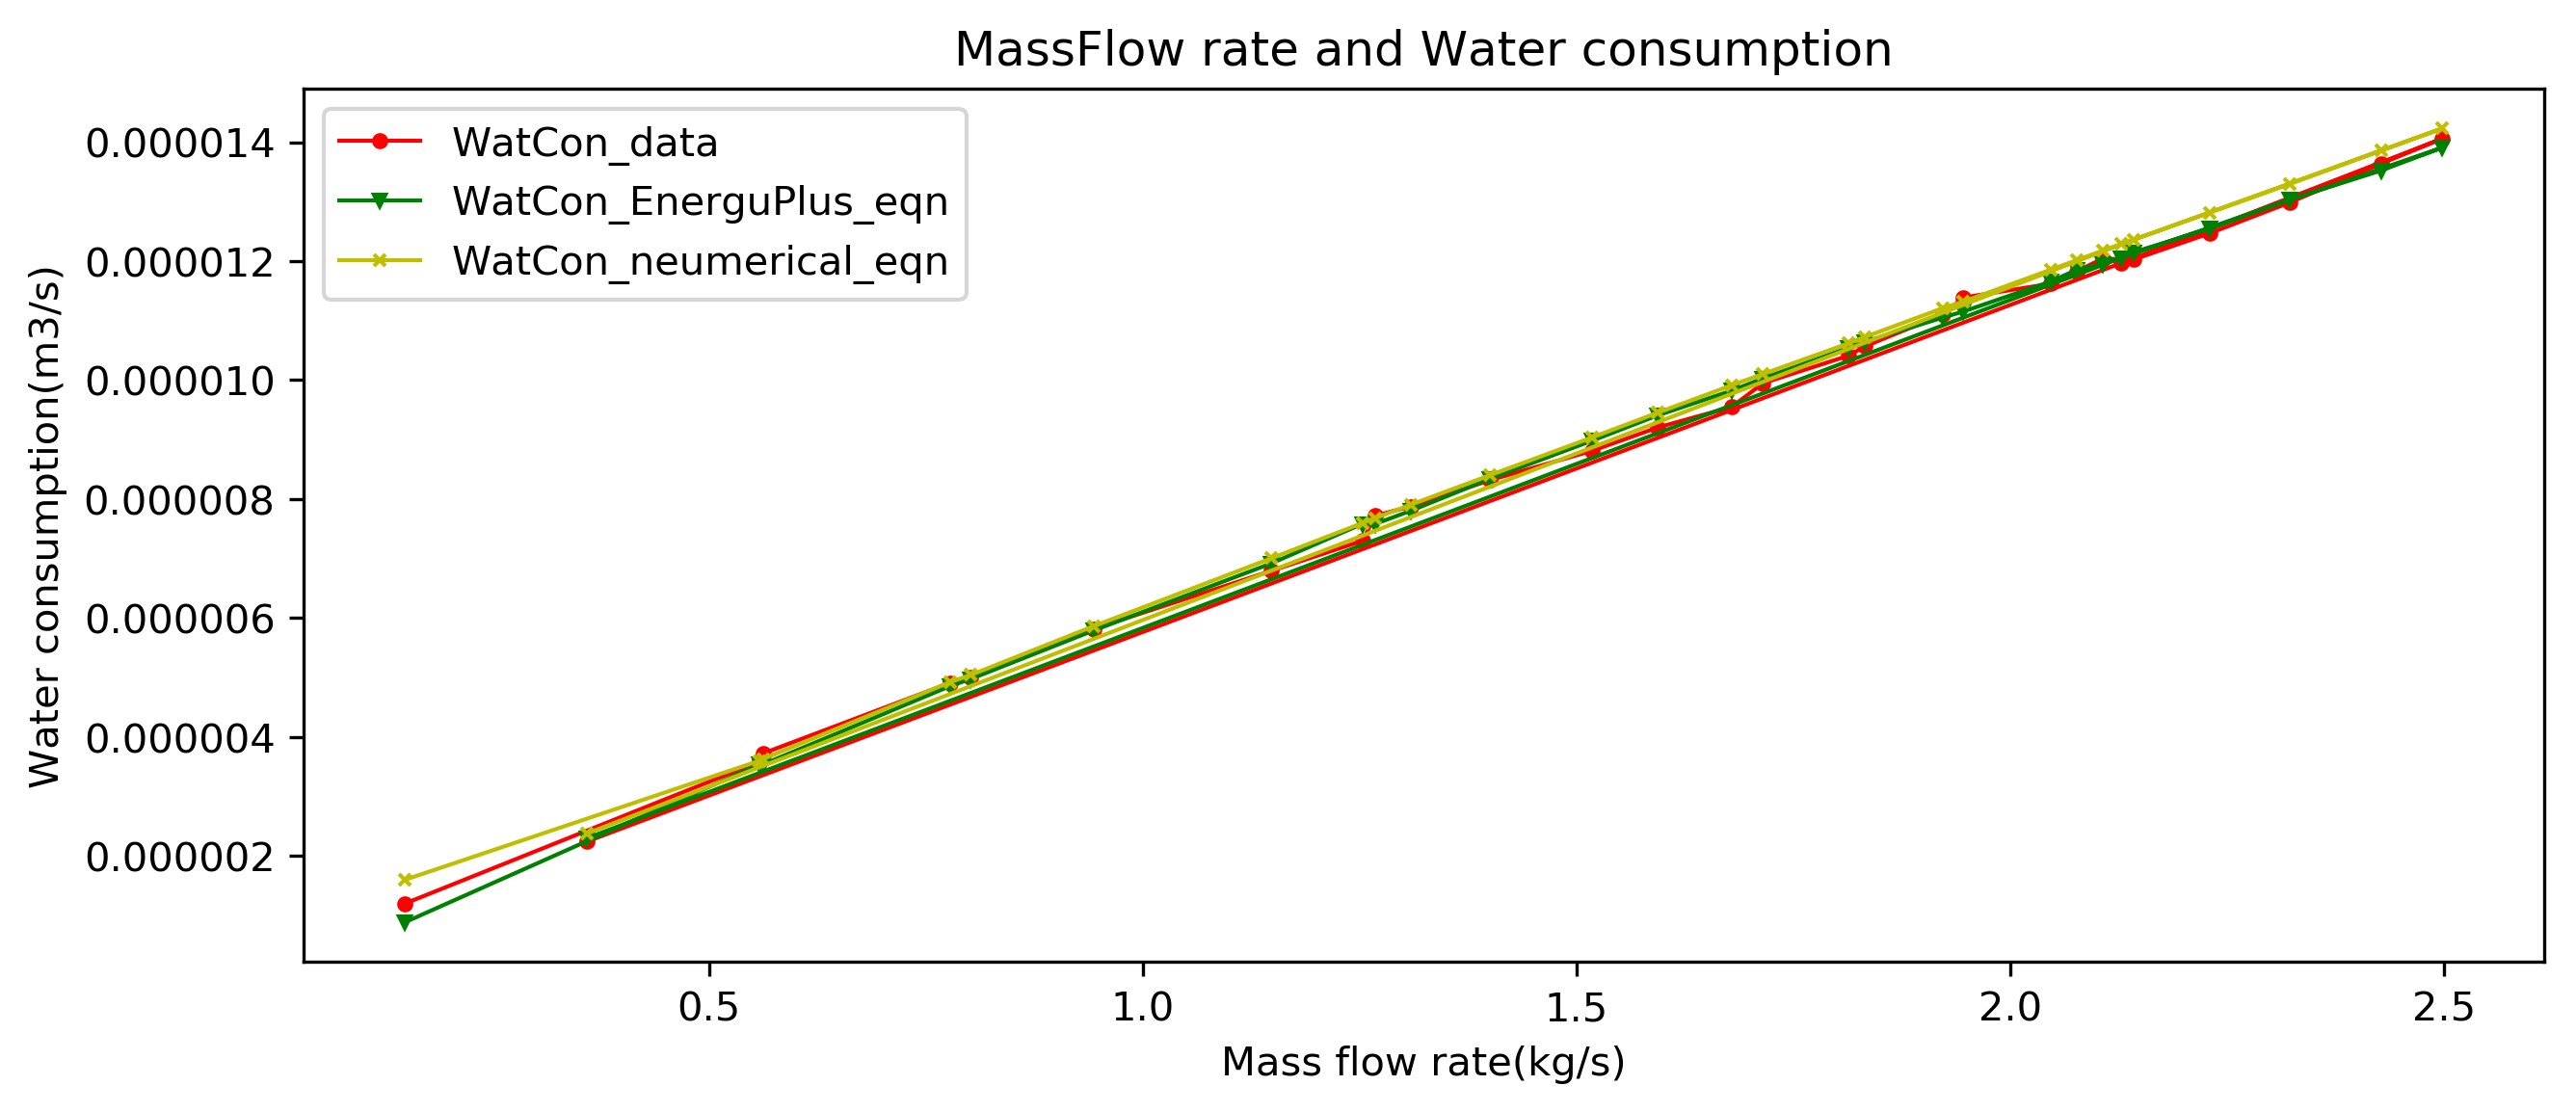 MassFlow rate and Water consumption
WatCon_data
WatCon_EnerguPlus_eqn
WatCon_neumerical_eqn
Water consumption(m3/s)
0.000014
0.000012
0.000010
0.000008
0.000006
0.000004
0.000002
0.5 1.0 1.5 2.0 2.5
Mass flow rate(kg/s)